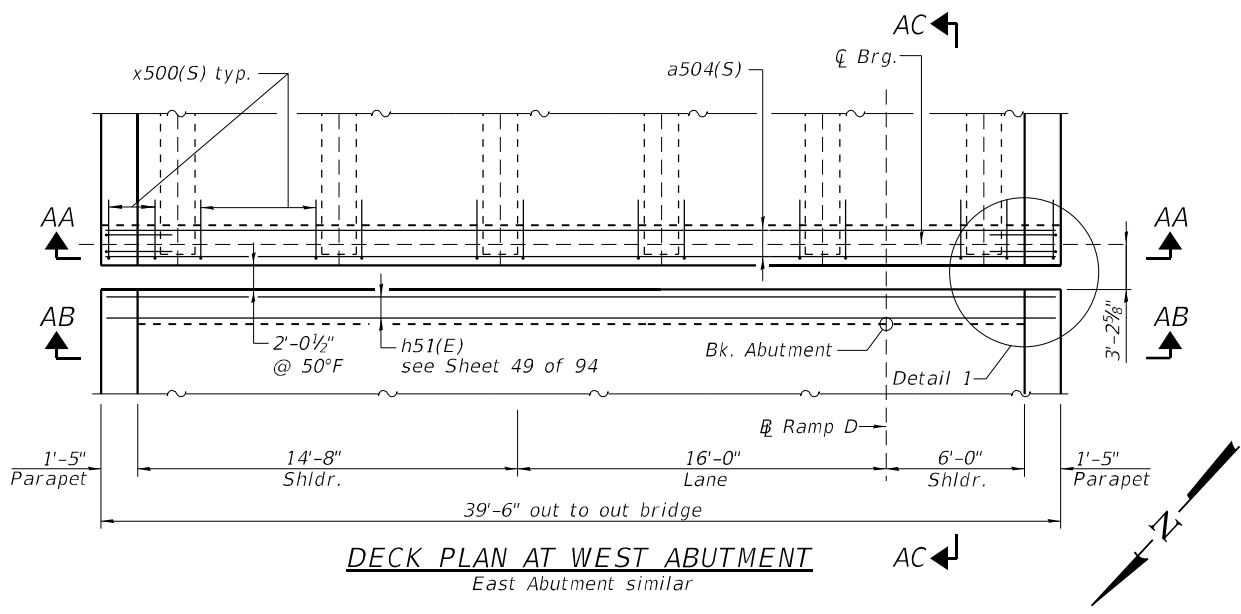 AC
x500(S) typ.
a504(S)
℄ Brg.
AA
AA
AB
AB
2'-0½"
@ 50°F
h51(E)
see Sheet 49 of 94
Bk. Abutment
Detail 1
3'-2⅝"
℄ Ramp D
1'-5"
Parapet
14'-8"
Shldr.
16'-0"
Lane
6'-0"
Shldr.
1'-5"
Parapet
39'-6" out to out bridge
N
DECK PLAN AT WEST ABUTMENT
East Abutment similar
AC